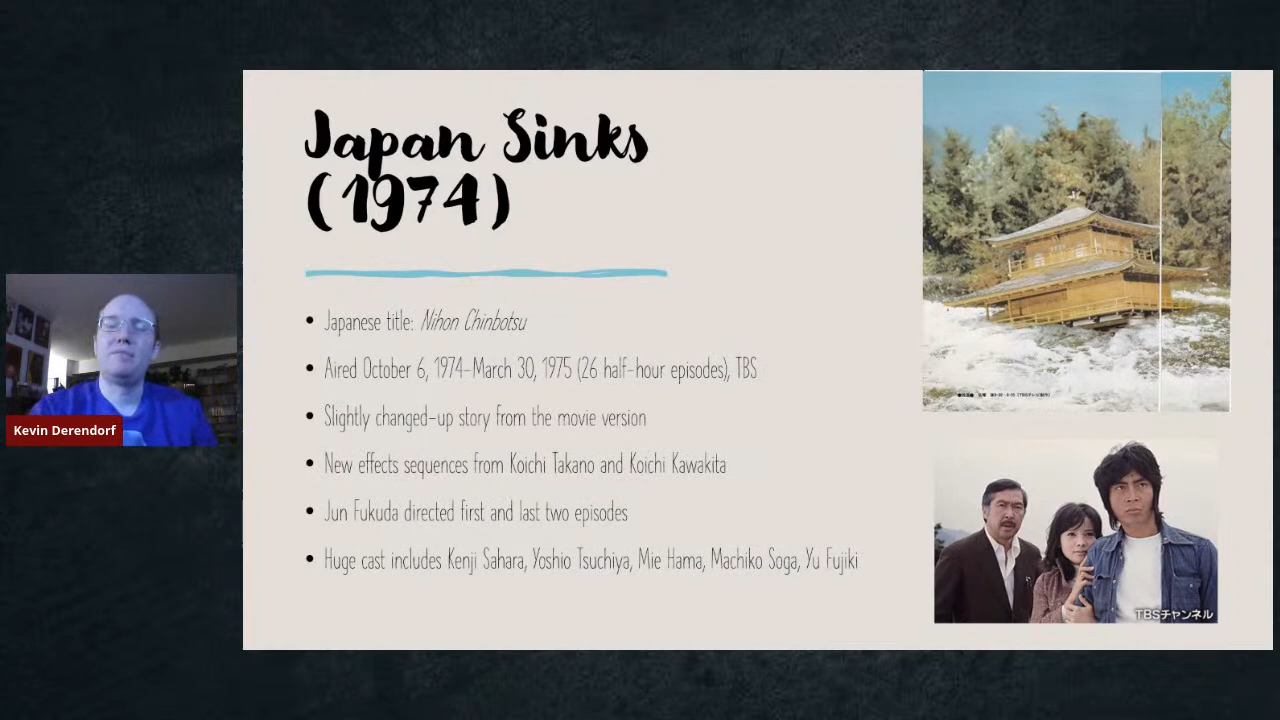 Japan Sinks
(1974)
• Japanese title: Nihon Chinbotsu
• Aired October 6, 1974-March 30, 1975 (26 half-hour episodes), TBS
• Slightly changed-up story from the movie version
• New effects sequences from Koichi Takano and Koichi Kawakita
• Jun Fukuda directed first and last two episodes
• Huge cast includes Kenji Sahara, Yoshio Tsuchiya, Mie Hama, Machiko Soga, Yu Fujiki
TBSチャンネル
Kevin Derendorf